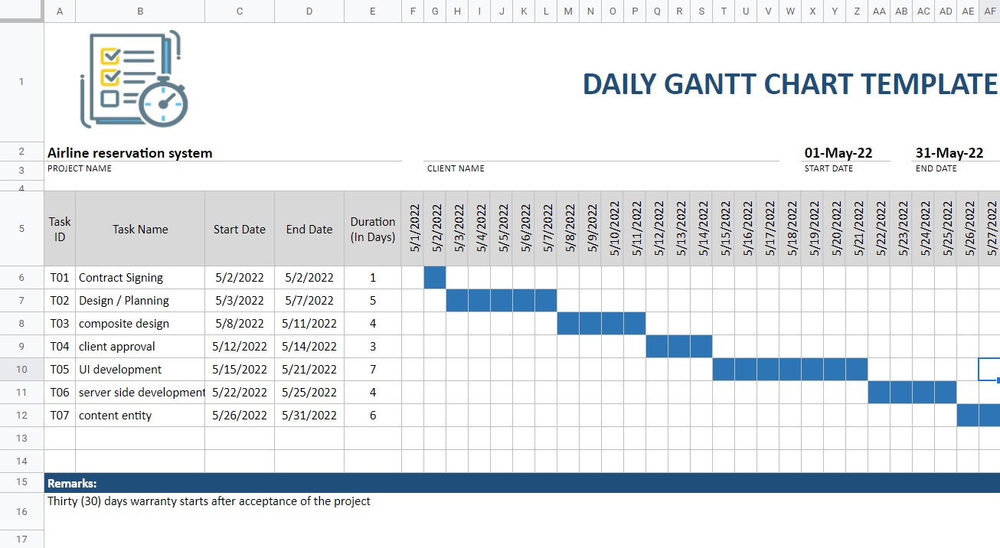 A B C D E F G H I J K L M N O P Q R S T U V W X Y Z AA AB AC AD AE AF
1 DAILY GANTT CHART TEMPLATE
2 Airline reservation system 01-May-22 31-May-22
3 PROJECT NAME CLIENT NAME START DATE END DATE
4
5 Task ID Task Name Start Date End Date Duration (In Days) 5/1/2022 5/2/2022 5/3/2022 5/4/2022 5/5/2022 5/6/2022 5/7/2022 5/8/2022 5/9/2022 5/10/2022 5/11/2022 5/12/2022 5/13/2022 5/14/2022 5/15/2022 5/16/2022 5/17/2022 5/18/2022 5/19/2022 5/20/2022 5/21/2022 5/22/2022 5/23/2022 5/24/2022 5/25/2022 5/26/2022 5/27/2022
6 T01 Contract Signing 5/2/2022 5/2/2022 1
7 T02 Design / Planning 5/3/2022 5/7/2022 5
8 T03 composite design 5/8/2022 5/11/2022 4
9 T04 client approval 5/12/2022 5/14/2022 3
10 T05 UI development 5/15/2022 5/21/2022 7
11 T06 server side development 5/22/2022 5/25/2022 4
12 T07 content entity 5/26/2022 5/31/2022 6
13
14
15 Remarks:
16 Thirty (30) days warranty starts after acceptance of the project
17